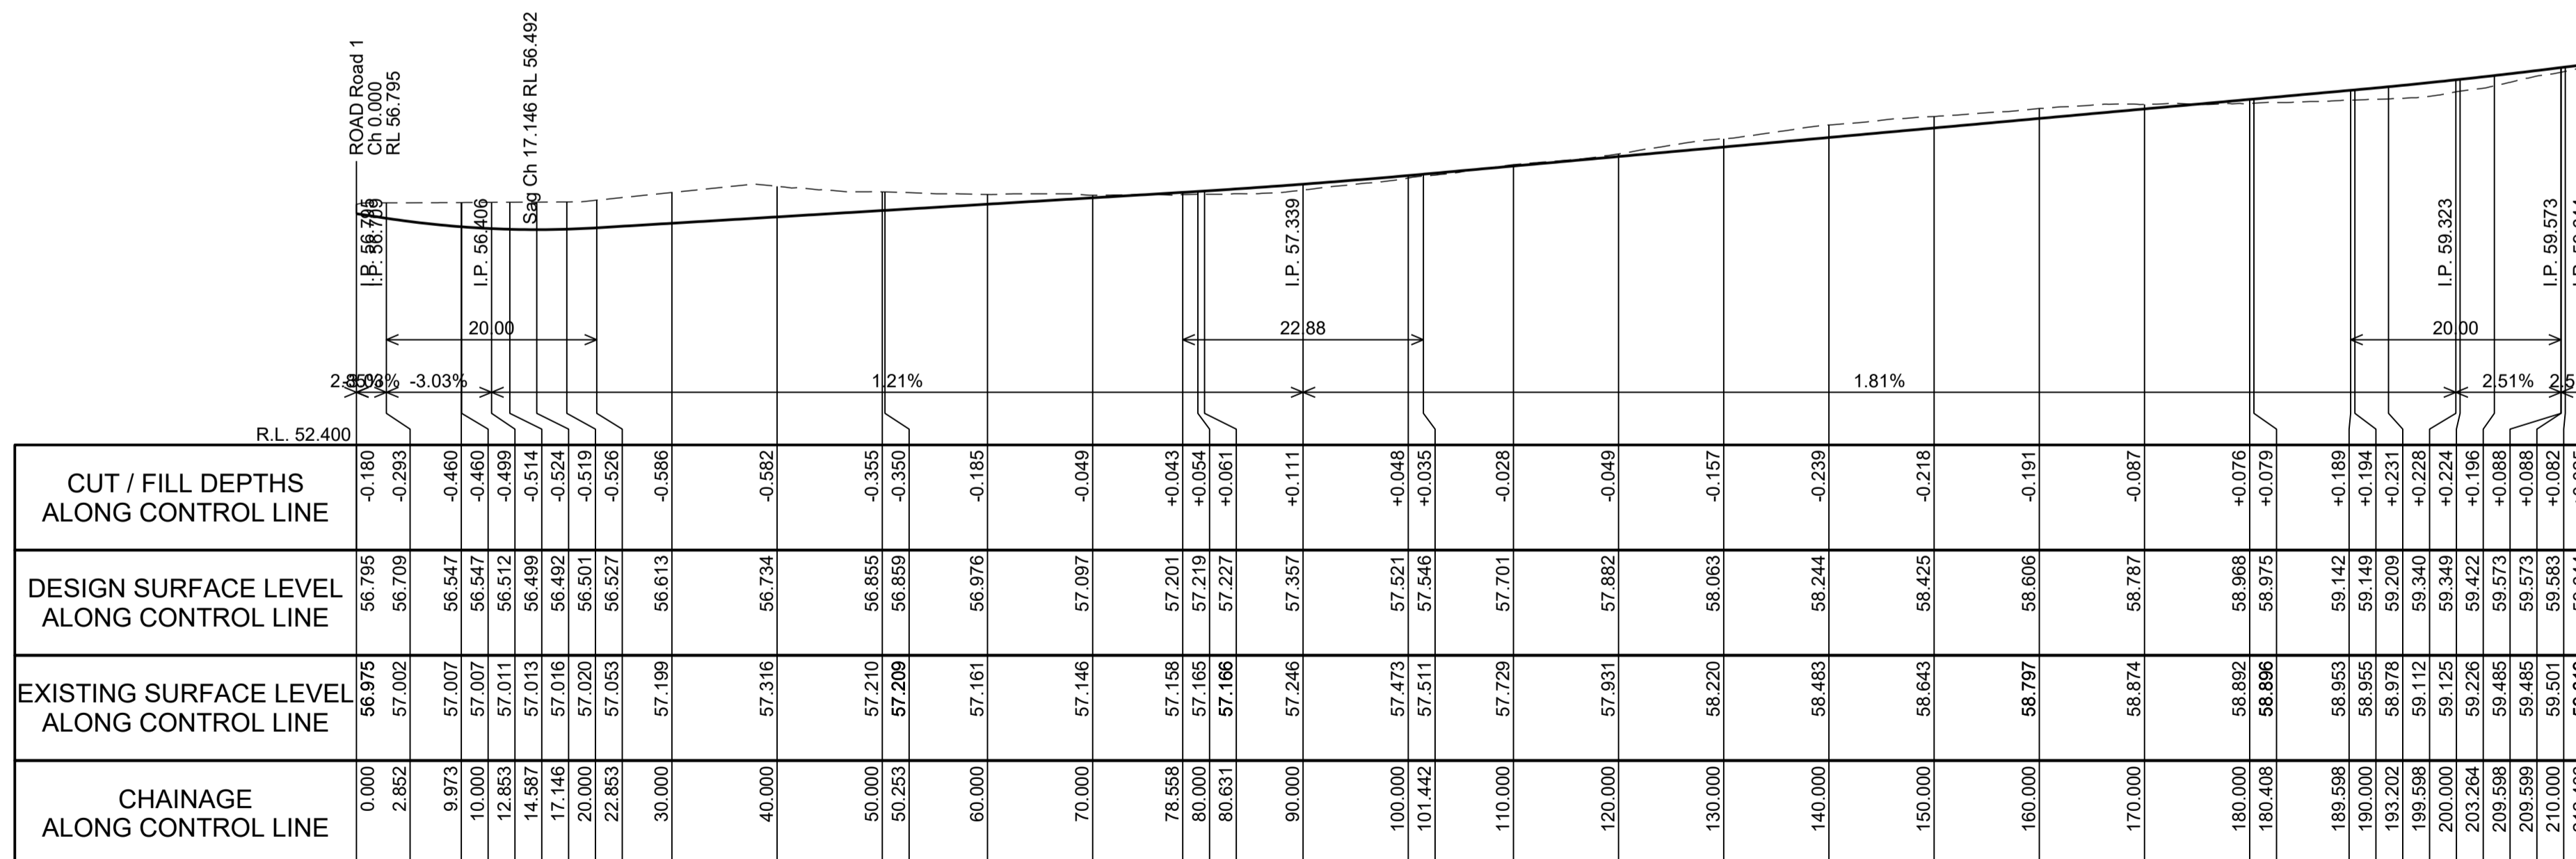 ROAD Road 1
Ch 0.000
RL 56.795
Sag Ch 17.146 RL 56.492
I.P. 56.795
I.P. 56.709
I.P. 56.406
I.P. 57.339
I.P. 59.323
I.P. 59.573
20.00
22.88
20.00
-3.03%
1.21%
1.81%
2.51%
R.L. 52.400
CUT / FILL DEPTHS
ALONG CONTROL LINE
-0.180 -0.293 -0.460 -0.460 -0.499 -0.514 -0.524 -0.519 -0.526 -0.586 -0.582 -0.355 -0.350 -0.185 -0.049 +0.043 +0.054 +0.061 +0.111 +0.048 +0.035 -0.028 -0.049 -0.157 -0.239 -0.218 -0.191 -0.087 +0.076 +0.079 +0.189 +0.194 +0.231 +0.228 +0.224 +0.196 +0.088 +0.088 +0.082
DESIGN SURFACE LEVEL
ALONG CONTROL LINE
56.795 56.709 56.547 56.547 56.512 56.499 56.492 56.501 56.527 56.613 56.734 56.855 56.859 56.976 57.097 57.201 57.219 57.227 57.357 57.521 57.546 57.701 57.882 58.063 58.244 58.425 58.606 58.787 58.968 58.975 59.142 59.149 59.209 59.340 59.349 59.422 59.573 59.573 59.583
EXISTING SURFACE LEVEL
ALONG CONTROL LINE
56.975 57.002 57.007 57.007 57.011 57.013 57.016 57.020 57.053 57.199 57.316 57.210 57.209 57.161 57.146 57.158 57.165 57.166 57.246 57.473 57.511 57.729 57.931 58.220 58.483 58.643 58.797 58.874 58.892 58.896 58.953 58.955 58.978 59.112 59.125 59.226 59.485 59.485 59.501
CHAINAGE
ALONG CONTROL LINE
0.000 2.852 9.973 10.000 12.853 14.587 17.146 20.000 22.853 30.000 40.000 50.000 50.253 60.000 70.000 78.558 80.000 80.631 90.000 100.000 101.442 110.000 120.000 130.000 140.000 150.000 160.000 170.000 180.000 180.408 189.598 190.000 193.202 199.598 200.000 203.264 209.598 209.599 210.000